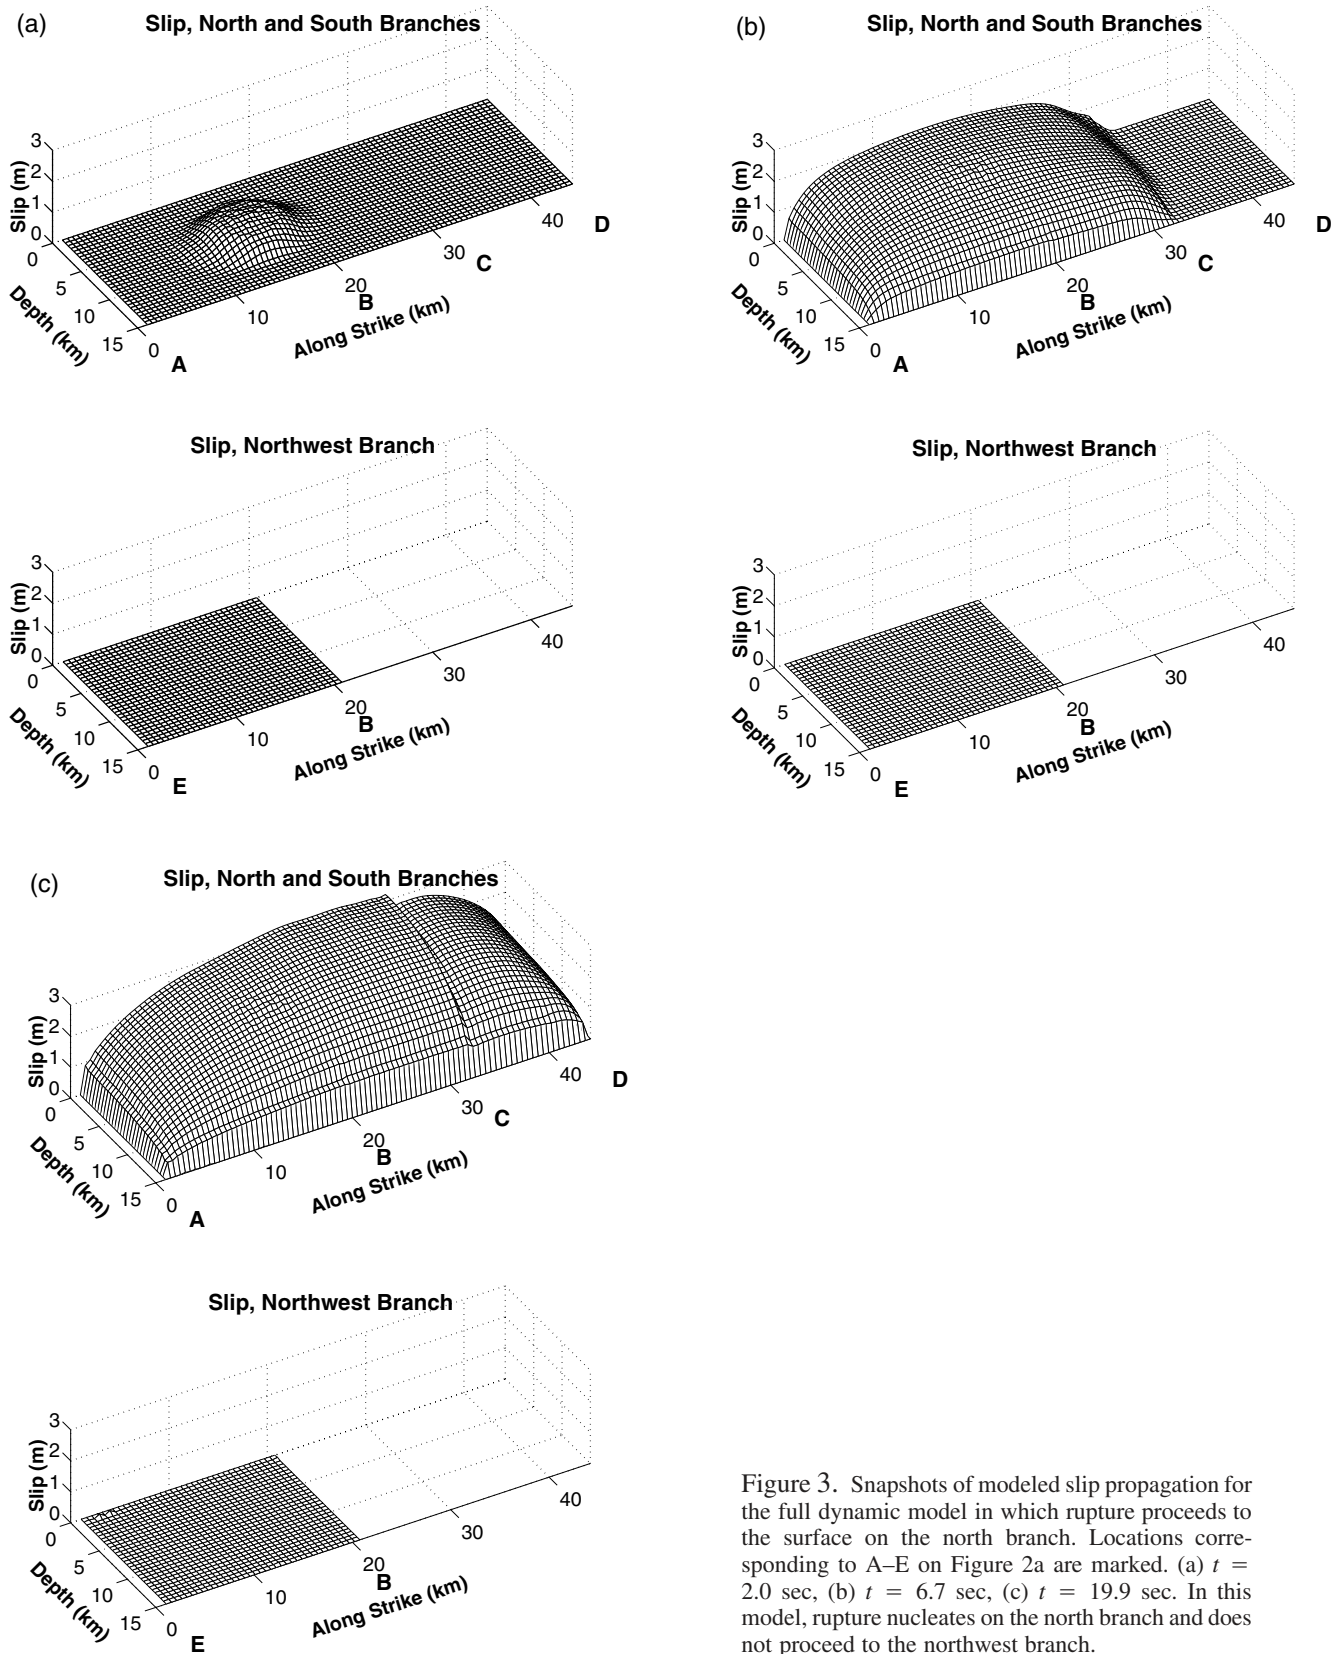 (a)
Slip, North and South Branches
3
2
1
0
Slip (m)
0
5
10
15
Depth (km)
0
10
20
30
40
A
B
C
D
Along Strike (km)
Slip, Northwest Branch
3
2
1
0
Slip (m)
0
5
10
15
Depth (km)
0
10
20
30
40
E
B
Along Strike (km)
(b)
Slip, North and South Branches
3
2
1
0
Slip (m)
0
5
10
15
Depth (km)
0
10
20
30
40
A
B
C
D
Along Strike (km)
Slip, Northwest Branch
3
2
1
0
Slip (m)
0
5
10
15
Depth (km)
0
10
20
30
40
E
B
Along Strike (km)
(c)
Slip, North and South Branches
3
2
1
0
Slip (m)
0
5
10
15
Depth (km)
0
10
20
30
40
A
B
C
D
Along Strike (km)
Slip, Northwest Branch
3
2
1
0
Slip (m)
0
5
10
15
Depth (km)
0
10
20
30
40
E
B
Along Strike (km)
Figure 3. Snapshots of modeled slip propagation for
the full dynamic model in which rupture proceeds to
the surface on the north branch. Locations corre-
sponding to A–E on Figure 2a are marked. (a) t =
2.0 sec, (b) t = 6.7 sec, (c) t = 19.9 sec. In this
model, rupture nucleates on the north branch and does
not proceed to the northwest branch.